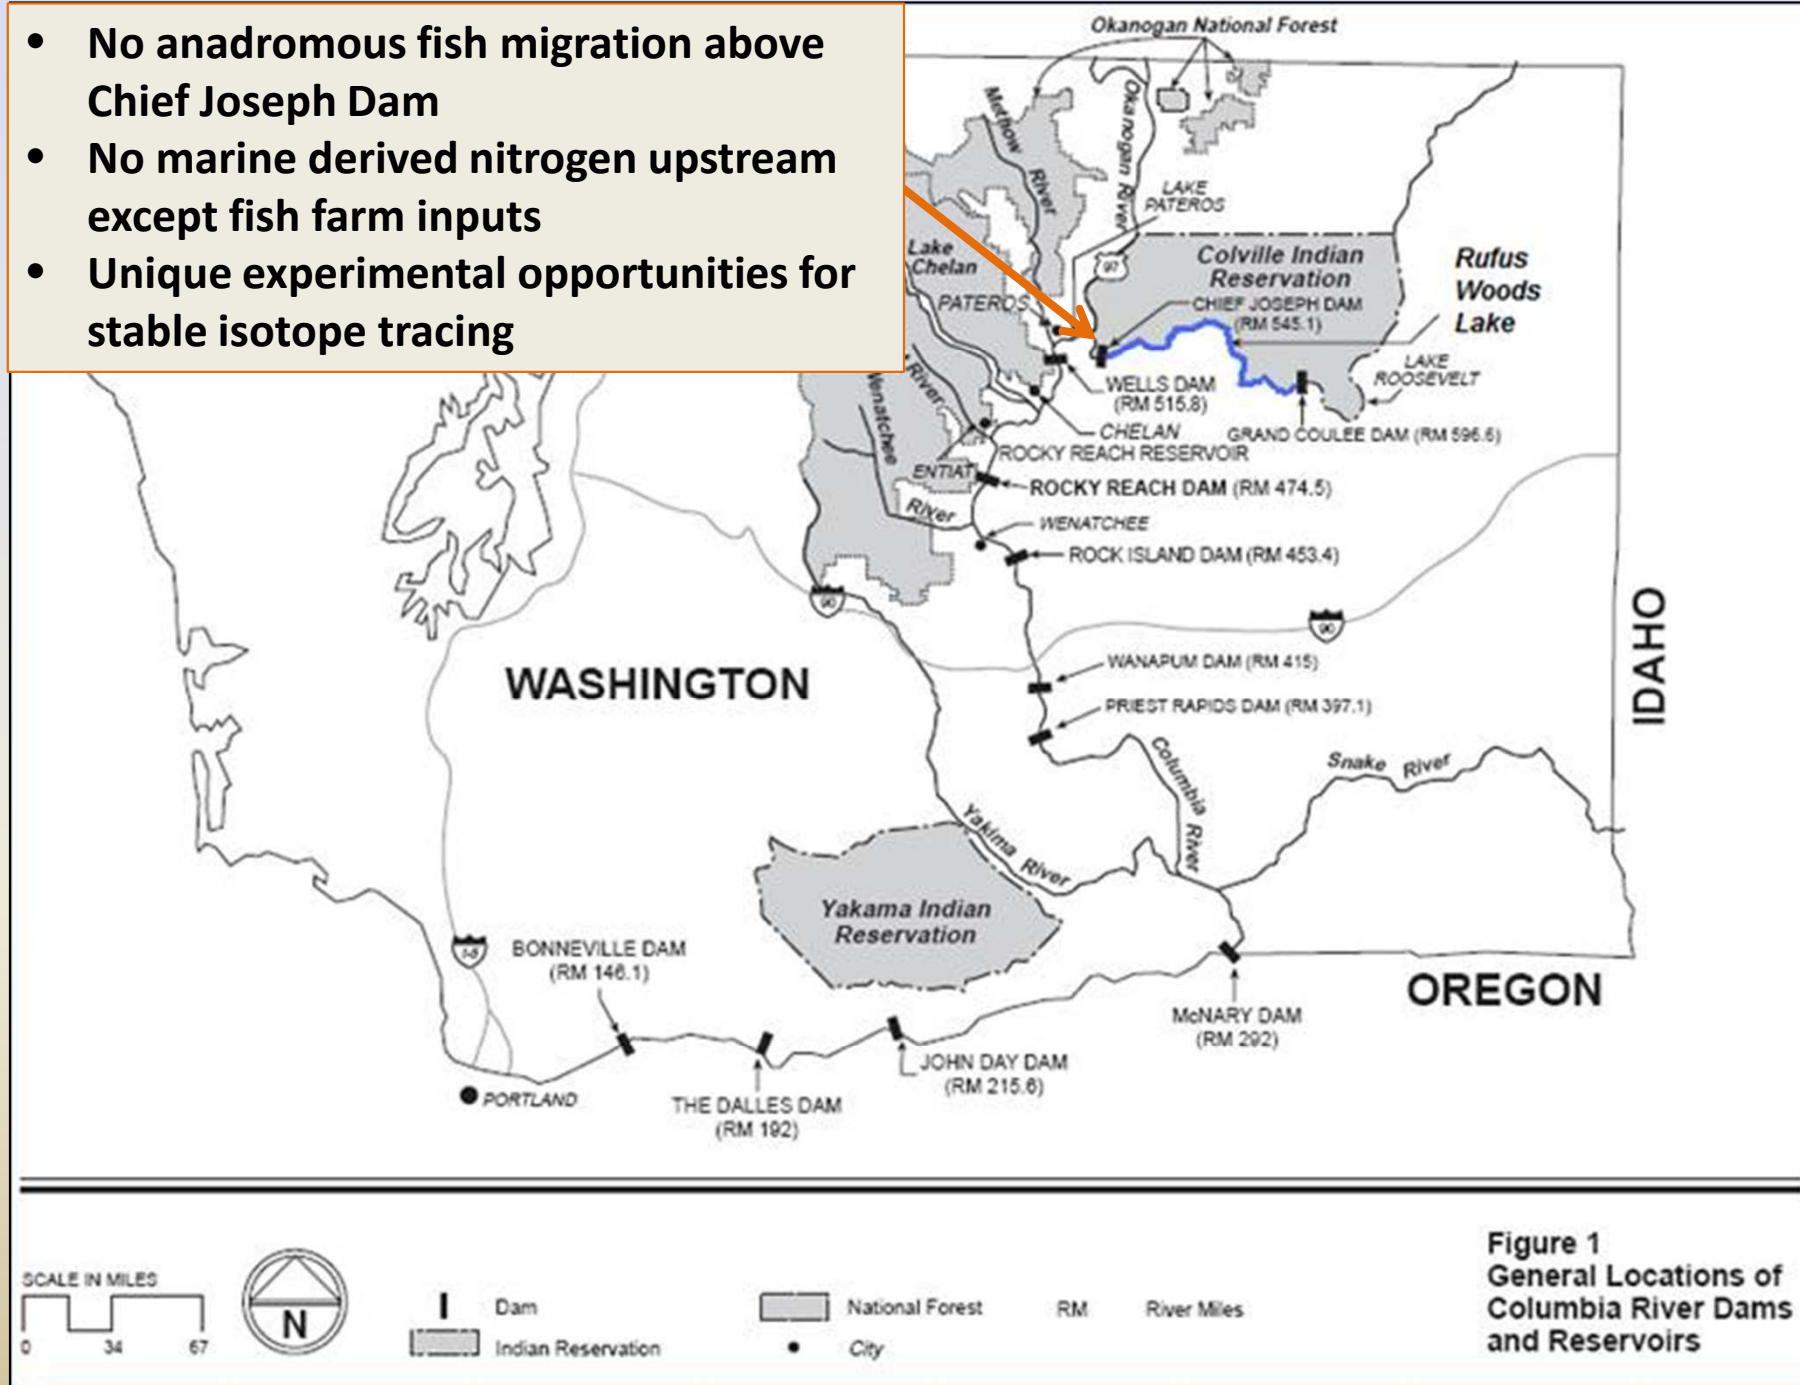 • No anadromous fish migration above
Chief Joseph Dam
• No marine derived nitrogen upstream
except fish farm inputs
• Unique experimental opportunities for
stable isotope tracing
Okanogan National Forest
Methow
River
Okanogan River
LAKE
PATEROS
97
Lake
Chelan
PATEROS
Colville Indian
Reservation
CHIEF JOSEPH DAM
(RM 545.1)
Rufus
Woods
Lake
LAKE
ROOSEVELT
WELLS DAM
(RM 515.8)
GRAND COULEE DAM (RM 596.6)
CHELAN
River
Wenatchee
ROCKY REACH RESERVOIR
ENTIAT
ROCKY REACH DAM (RM 474.5)
River
WENATCHEE
ROCK ISLAND DAM (RM 453.4)
90
90
WANAPUM DAM (RM 415)
PRIEST RAPIDS DAM (RM 397.1)
WASHINGTON
IDAHO
Columbia River
Snake River
Yakima River
Yakama Indian
Reservation
I-5
BONNEVILLE DAM
(RM 146.1)
OREGON
McNARY DAM
(RM 292)
JOHN DAY DAM
(RM 215.6)
THE DALLES DAM
(RM 192)
PORTLAND
SCALE IN MILES
0 34 67
N
Dam
Indian Reservation
National Forest
City
RM River Miles
Figure 1
General Locations of
Columbia River Dams
and Reservoirs